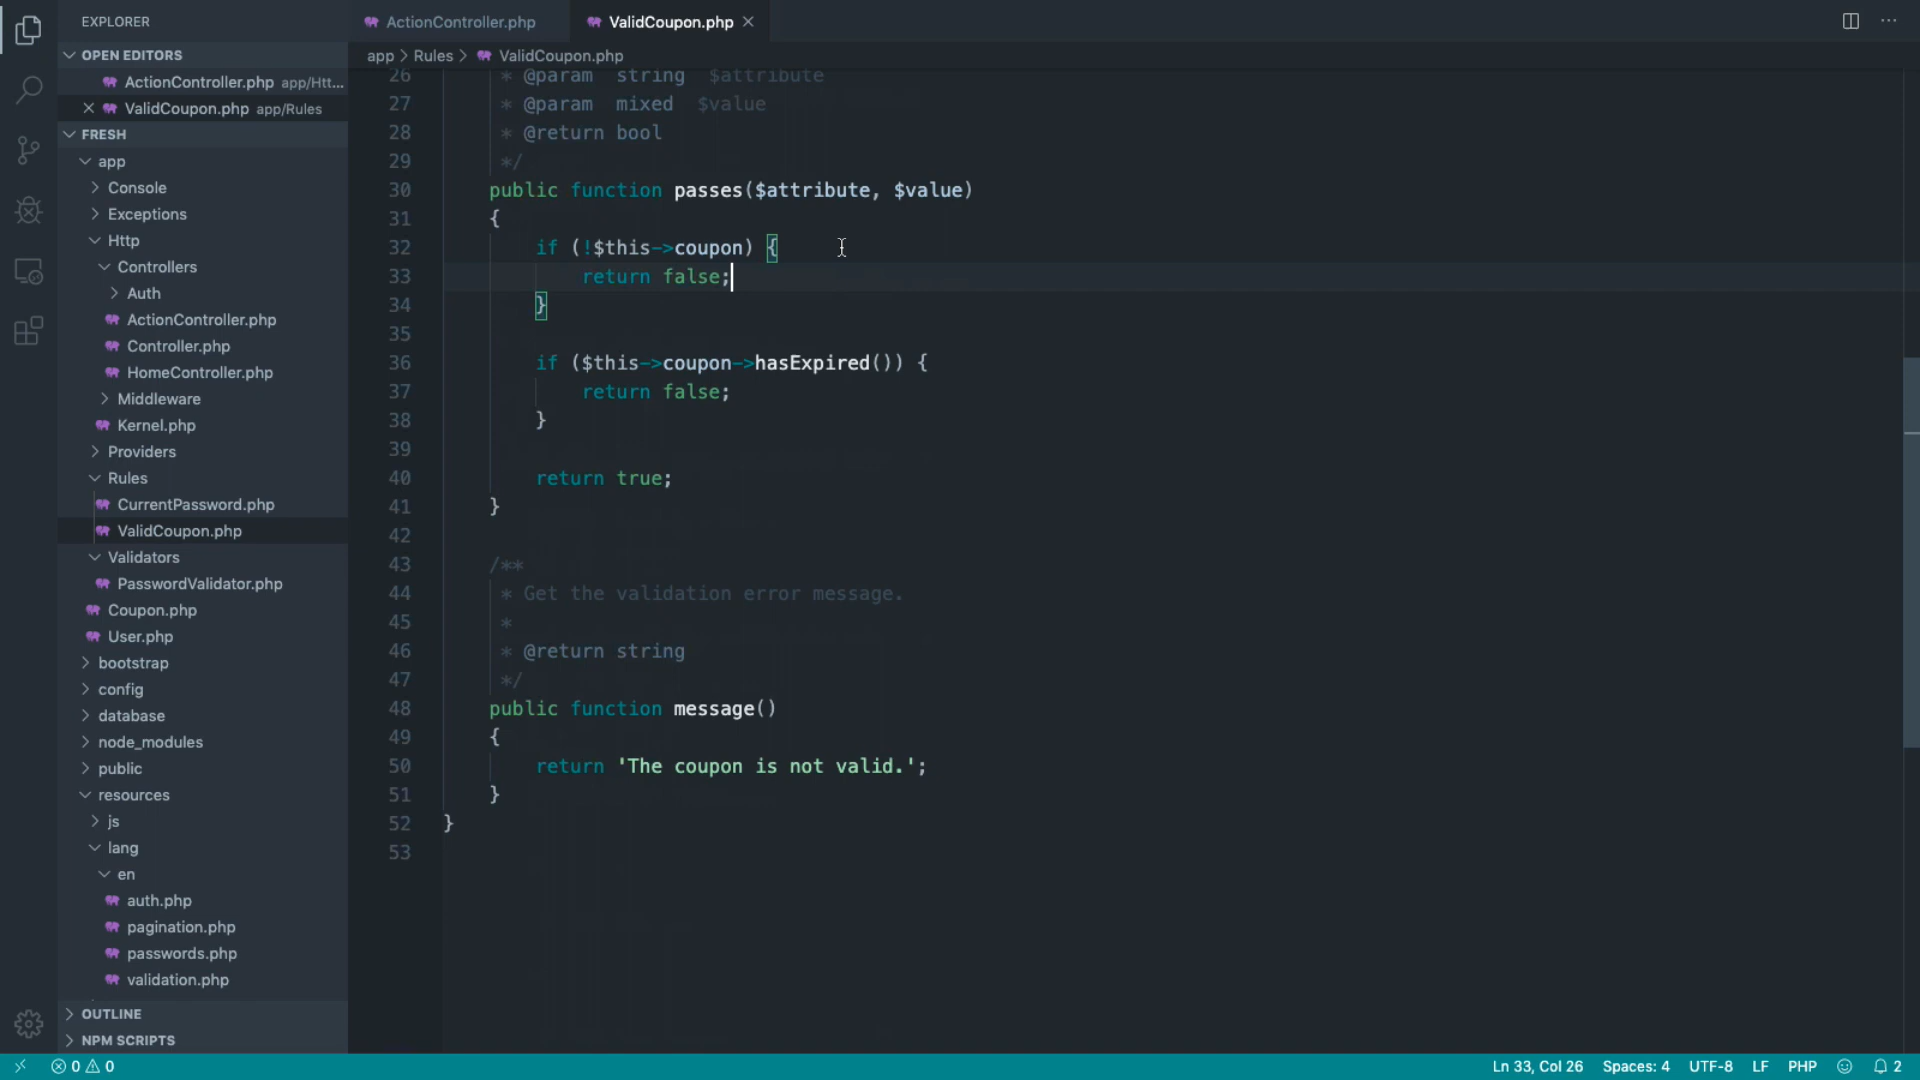 EXPLORER
OPEN EDITORS
ActionController.php app/Htt...
ValidCoupon.php app/Rules
FRESH
app
Console
Exceptions
Http
Controllers
Auth
ActionController.php
Controller.php
HomeController.php
Middleware
Kernel.php
Providers
Rules
CurrentPassword.php
ValidCoupon.php
Validators
PasswordValidator.php
Coupon.php
User.php
bootstrap
config
database
node_modules
public
resources
js
lang
en
auth.php
pagination.php
passwords.php
validation.php
OUTLINE
NPM SCRIPTS
ActionController.php
ValidCoupon.php
app > Rules > ValidCoupon.php
26 * @param string $attribute
27 * @param mixed $value
28 * @return bool
29 */
30 public function passes($attribute, $value)
31 {
32 if (!$this->coupon) {
33 return false;
34 }
35
36 if ($this->coupon->hasExpired()) {
37 return false;
38 }
39
40 return true;
41 }
42
43 /**
44 * Get the validation error message.
45 *
46 * @return string
47 */
48 public function message()
49 {
50 return 'The coupon is not valid.';
51 }
52 }
53
0 0
Ln 33, Col 26 Spaces: 4 UTF-8 LF PHP 2